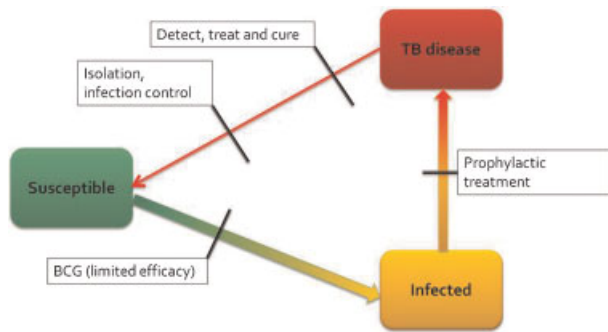 Detect, treat and cure
TB disease
Isolation,
infection control
Prophylactic
treatment
Susceptible
BCG (limited efficacy)
Infected